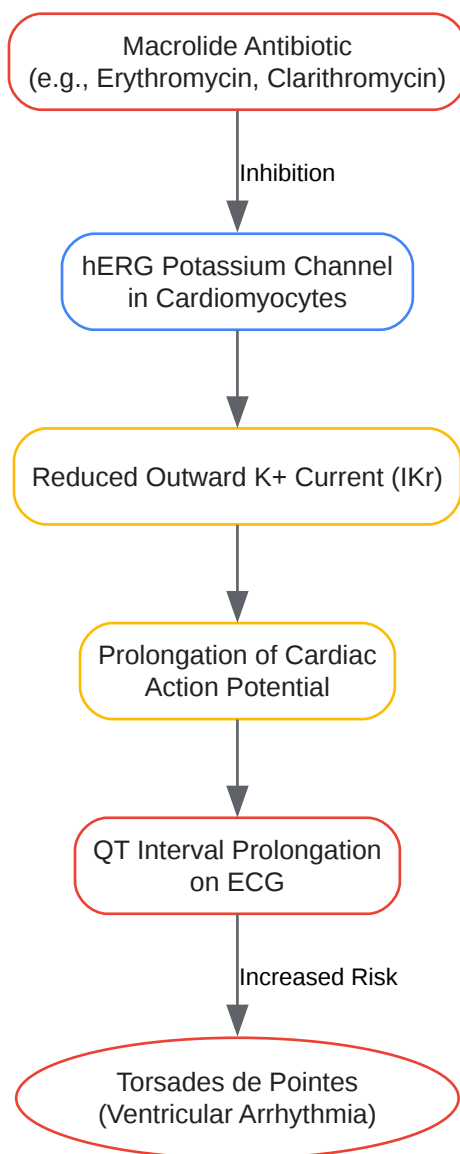 Macrolide Antibiotic
(e.g., Erythromycin, Clarithromycin)
Inhibition
hERG Potassium Channel
in Cardiomyocytes
Reduced Outward K+ Current (IKr)
Prolongation of Cardiac
Action Potential
QT Interval Prolongation
on ECG
Increased Risk
Torsades de Pointes
(Ventricular Arrhythmia)